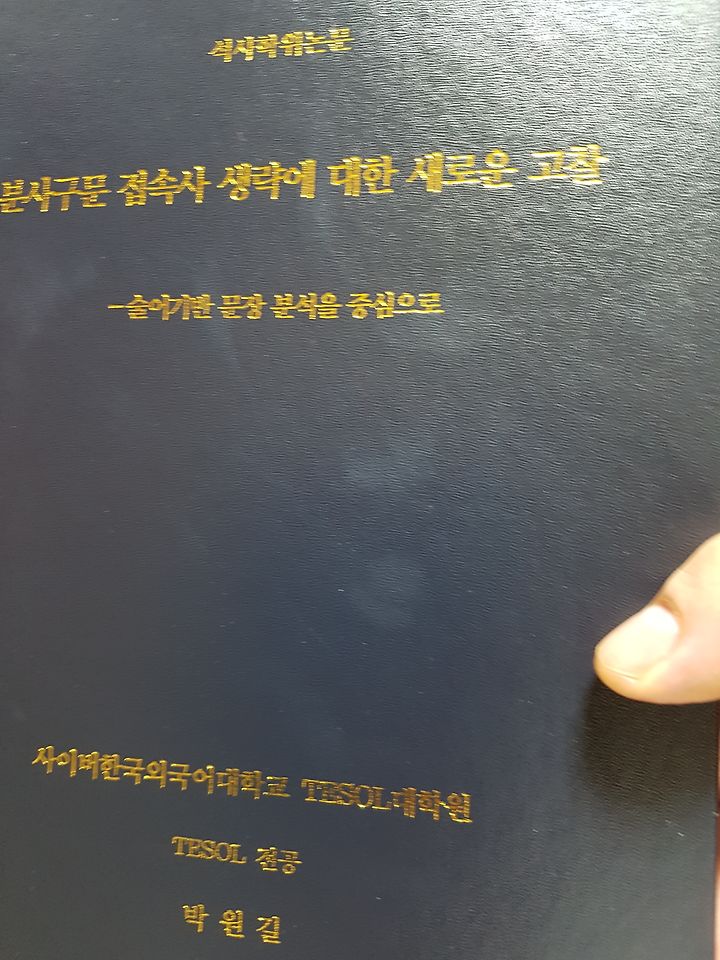 석사학위논문
분사구문 접속사 생략에 대한 새로운 고찰
-술어기반 문장 분석을 중심으로
사이버한국외국어대학교 TESOL대학원
TESOL 전공
박 원 길